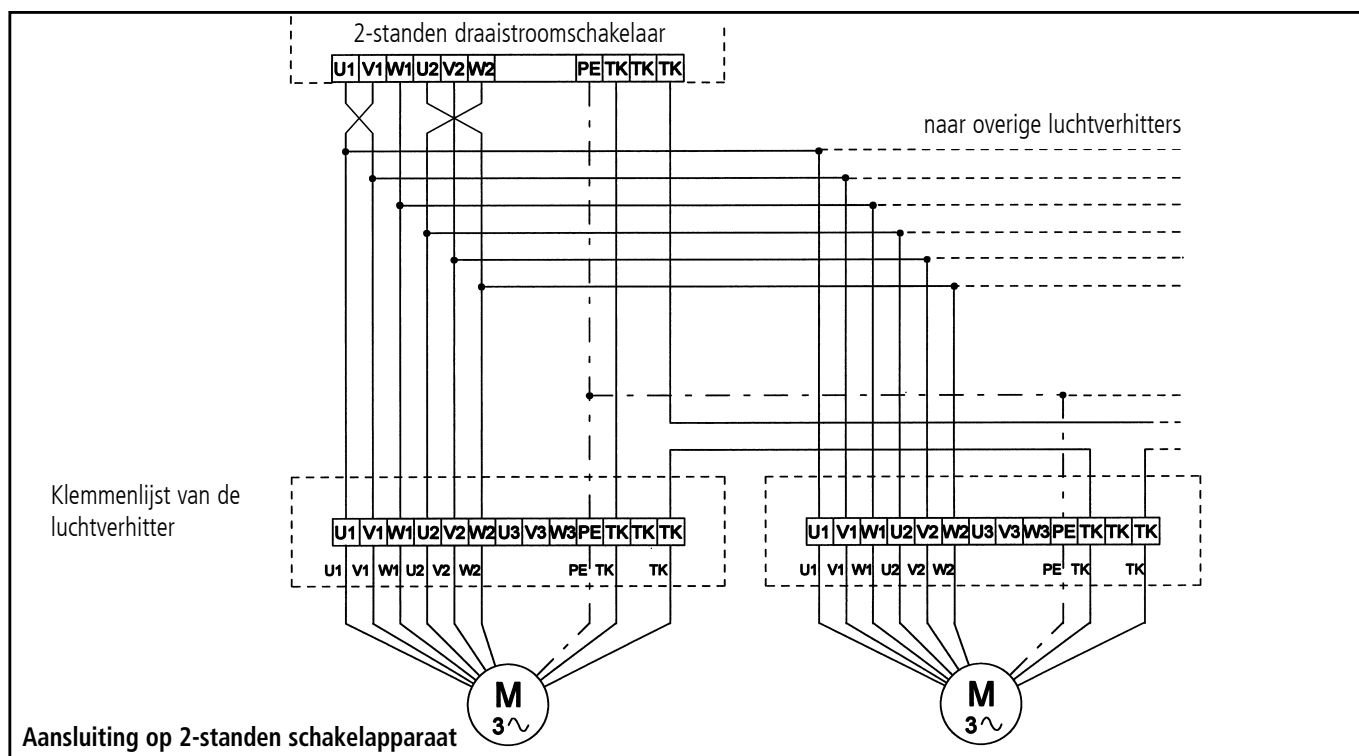 2-standen draaistroomschakelaar
U1 V1 W1 U2 V2 W2 PE TK TK TK
naar overige luchtverhitters
Klemmenlijst van de
luchtverhitter
U1 V1 W1 U2 V2 W2 U3 V3 W3 PE TK TK TK
U1 V1 W1 U2 V2 W2 U3 V3 W3 PE TK TK TK
U1 V1 W1 U2 V2 W2 PE TK TK
U1 V1 W1 U2 V2 W2 PE TK TK
M
3∿
M
3∿
Aansluiting op 2-standen schakelapparaat